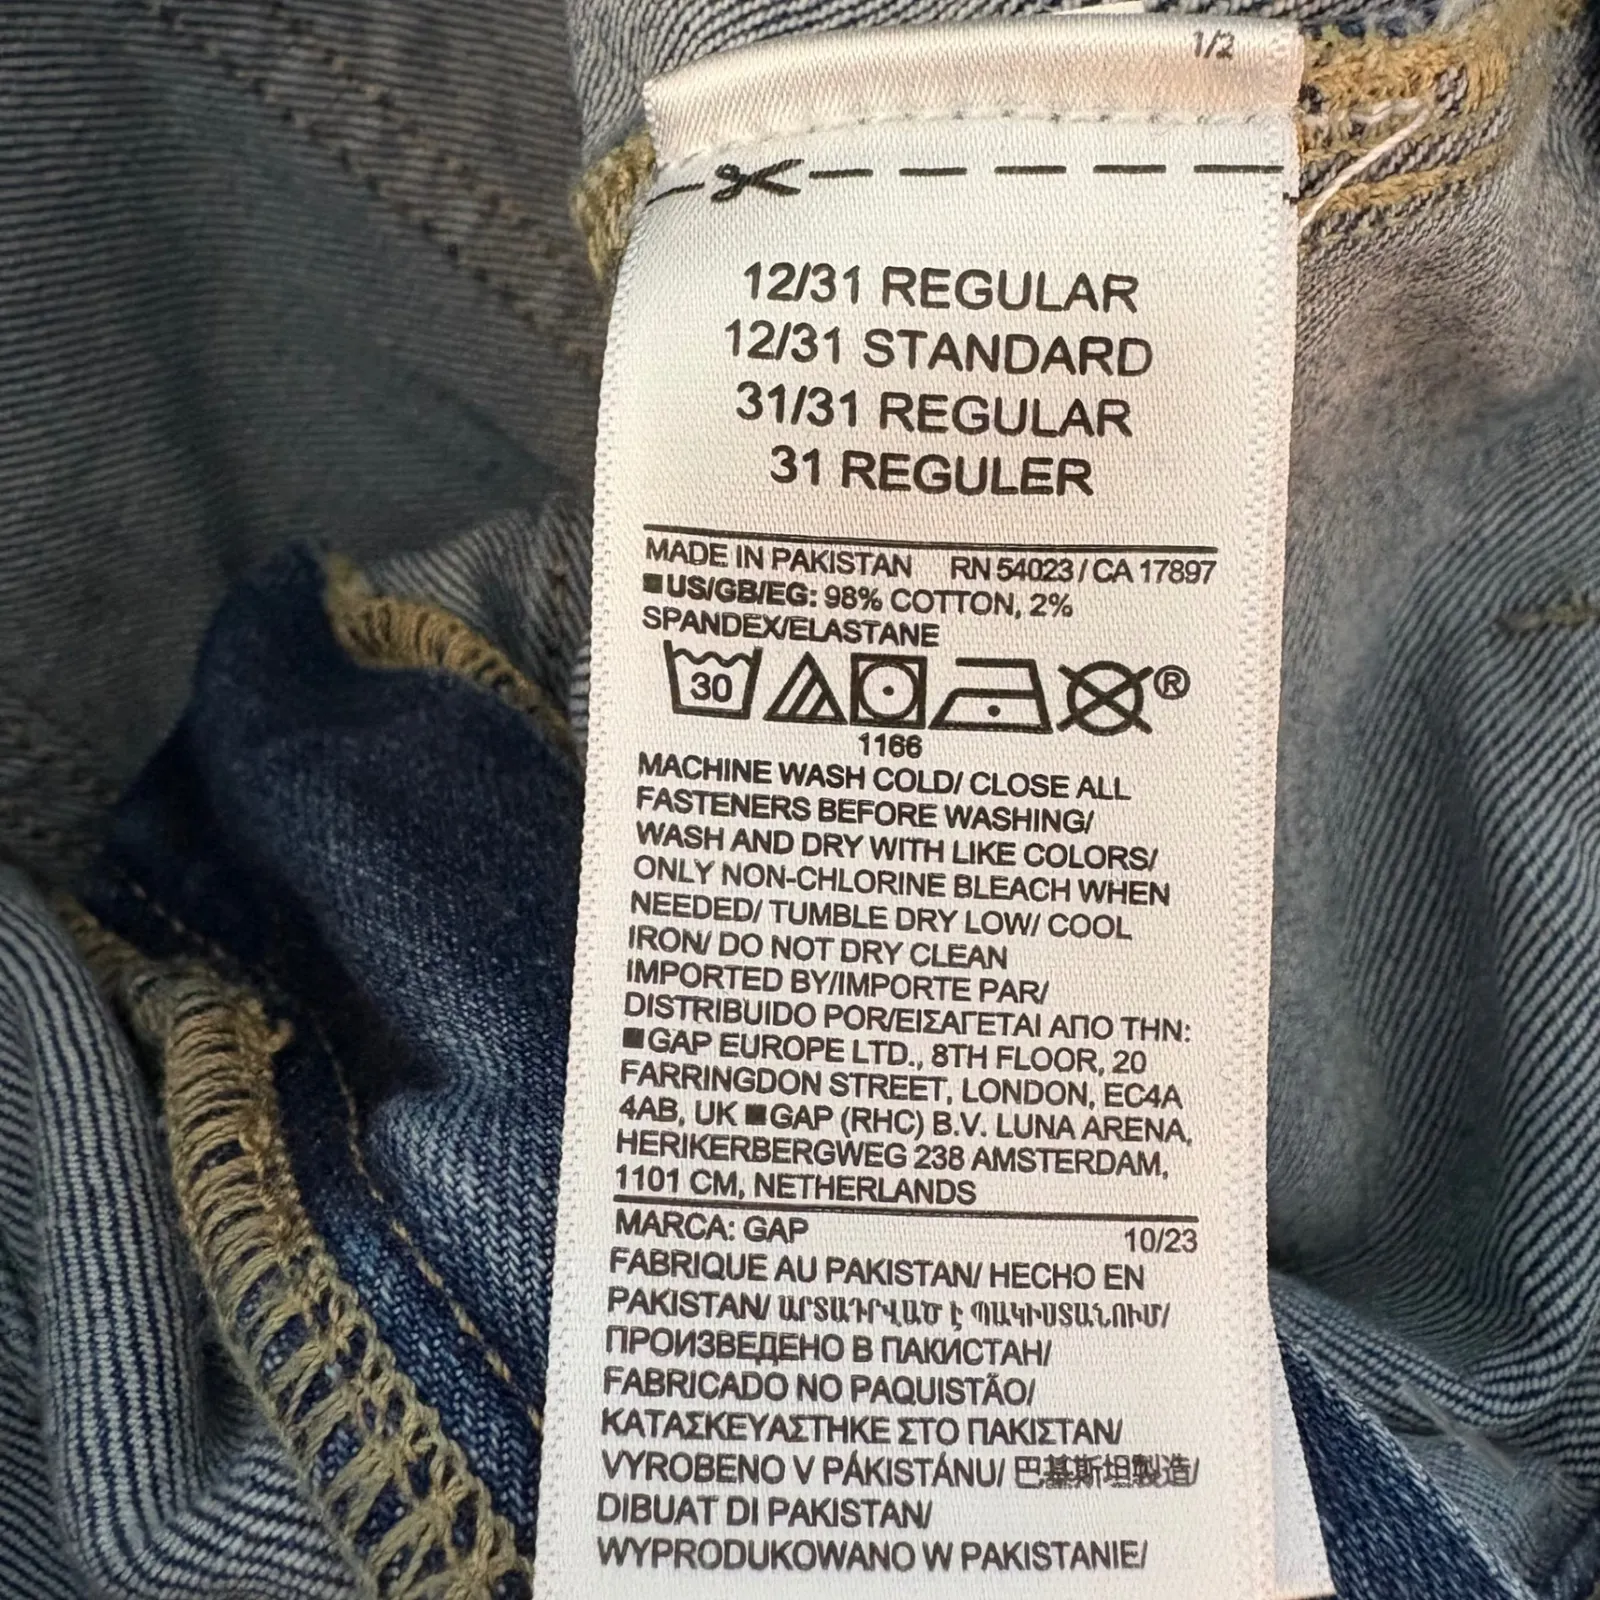 1/2
12/31 REGULAR
12/31 STANDARD
31/31 REGULAR
31 REGULER
MADE IN PAKISTAN RN 54023 / CA 17897
■US/GB/EG: 98% COTTON, 2%
SPANDEX/ELASTANE
30 ®
1166
MACHINE WASH COLD/ CLOSE ALL
FASTENERS BEFORE WASHING/
WASH AND DRY WITH LIKE COLORS/
ONLY NON-CHLORINE BLEACH WHEN
NEEDED/ TUMBLE DRY LOW/ COOL
IRON/ DO NOT DRY CLEAN
IMPORTED BY/IMPORTE PAR/
DISTRIBUIDO POR/ΕΙΣΑΓΕΤΑΙ ΑΠΟ ΤΗΝ:
■GAP EUROPE LTD., 8TH FLOOR, 20
FARRINGDON STREET, LONDON, EC4A
4AB, UK ■GAP (RHC) B.V. LUNA ARENA,
HERIKERBERGWEG 238 AMSTERDAM,
1101 CM, NETHERLANDS
MARCA: GAP 10/23
FABRIQUE AU PAKISTAN/ HECHO EN
PAKISTAN/ ԱՐՏԱԴՐՎԱԾ Է ՊԱԿԻՍՏԱՆՈՒՄ/
ПРОИЗВЕДЕНО В ПАКИСТАН/
FABRICADO NO PAQUISTÃO/
ΚΑΤΑΣΚΕΥΑΣΤΗΚΕ ΣΤΟ ΠΑΚΙΣΤΑΝ/
VYROBENO V PÁKISTÁNU/ 巴基斯坦製造/
DIBUAT DI PAKISTAN/
WYPRODUKOWANO W PAKISTANIE/